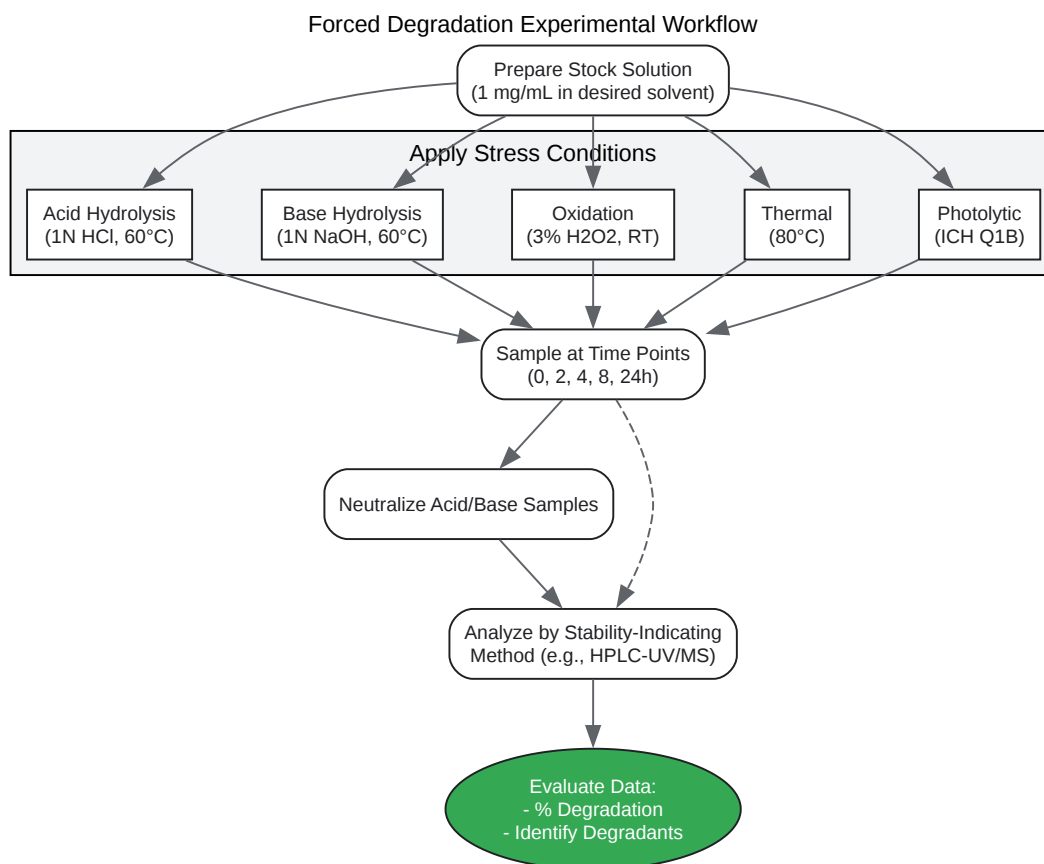 Forced Degradation Experimental Workflow
Prepare Stock Solution
(1 mg/mL in desired solvent)
Apply Stress Conditions
Acid Hydrolysis
(1N HCl, 60°C)
Base Hydrolysis
(1N NaOH, 60°C)
Oxidation
(3% H2O2, RT)
Thermal
(80°C)
Photolytic
(ICH Q1B)
Sample at Time Points
(0, 2, 4, 8, 24h)
Neutralize Acid/Base Samples
Analyze by Stability-Indicating
Method (e.g., HPLC-UV/MS)
Evaluate Data:
- % Degradation
- Identify Degradants